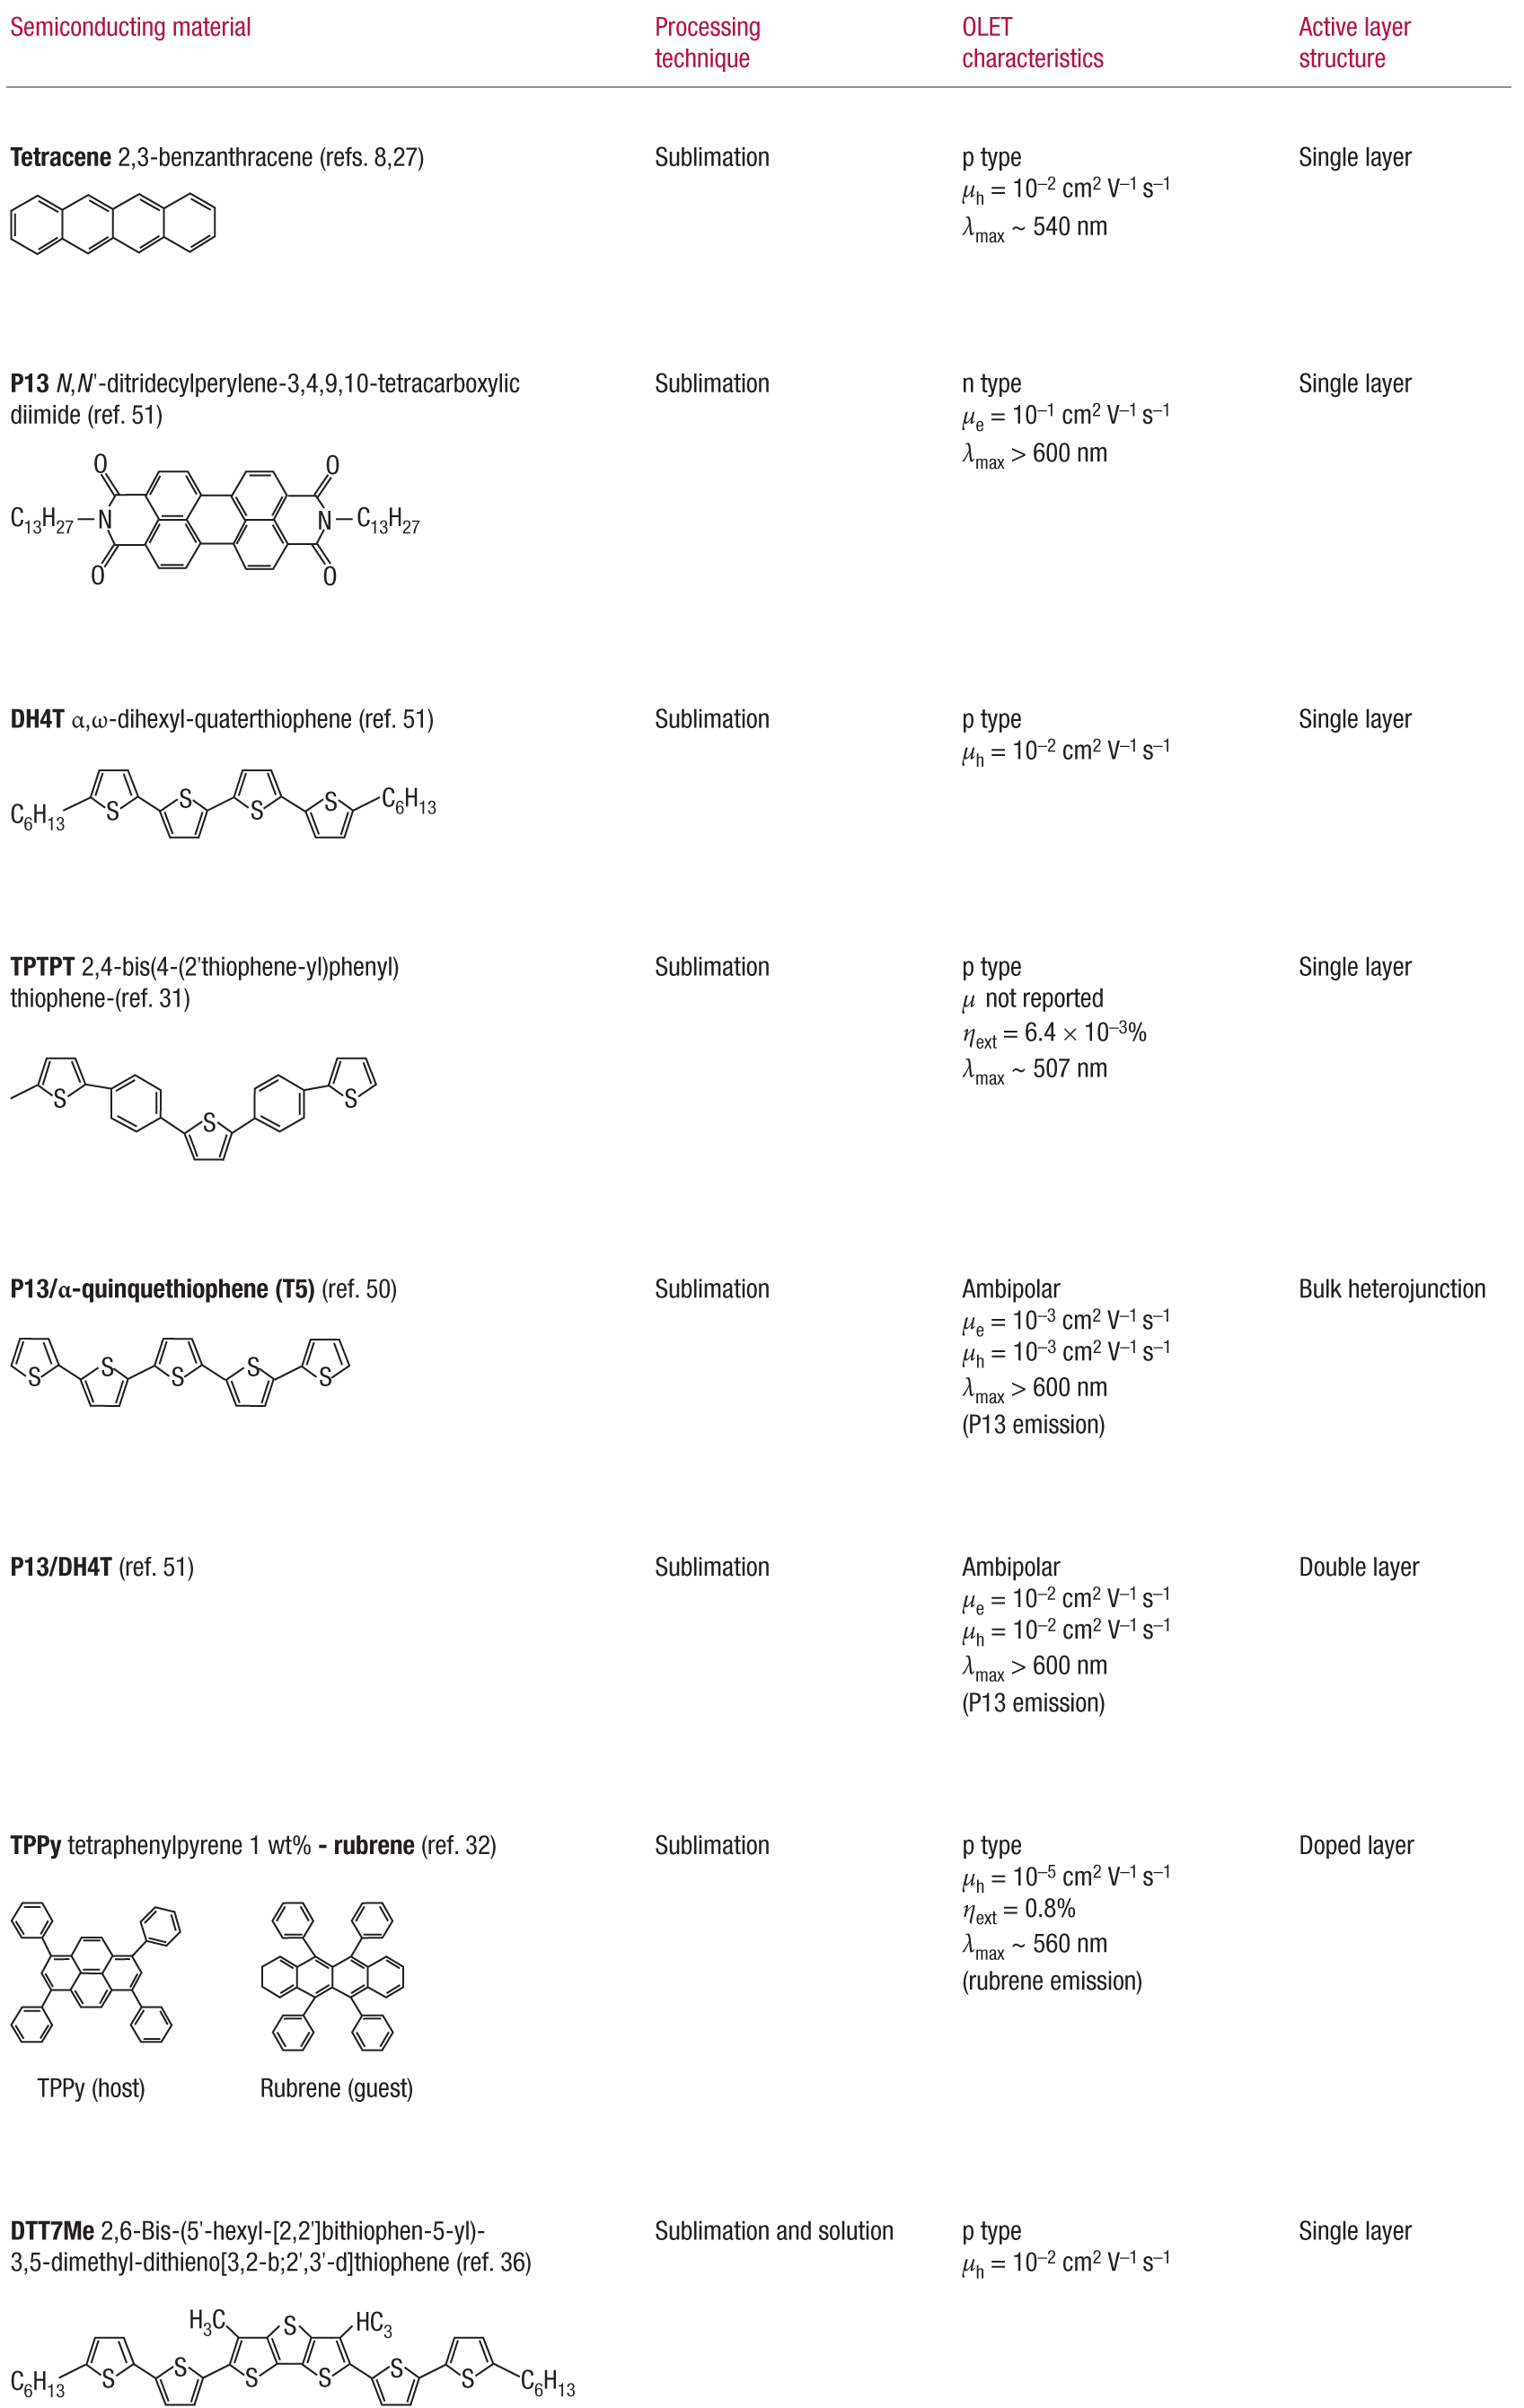 Semiconducting material
Processing
technique
OLET
characteristics
Active layer
structure
Tetracene 2,3-benzanthracene (refs. 8,27)
Sublimation
p type
μh = 10–2 cm2 V–1 s–1
λmax ~ 540 nm
Single layer
P13 N,N'-ditridecylperylene-3,4,9,10-tetracarboxylic
diimide (ref. 51)
O
O
C13H27
N
N
C13H27
O
O
Sublimation
n type
μe = 10–1 cm2 V–1 s–1
λmax > 600 nm
Single layer
DH4T α,ω-dihexyl-quaterthiophene (ref. 51)
C6H13
S
S
S
S
C6H13
Sublimation
p type
μh = 10–2 cm2 V–1 s–1
Single layer
TPTPT 2,4-bis(4-(2'thiophene-yl)phenyl)
thiophene-(ref. 31)
S
S
S
Sublimation
p type
μ not reported
ηext = 6.4 × 10–3%
λmax ~ 507 nm
Single layer
P13/α-quinquethiophene (T5) (ref. 50)
S
S
S
S
S
Sublimation
Ambipolar
μe = 10–3 cm2 V–1 s–1
μh = 10–3 cm2 V–1 s–1
λmax > 600 nm
(P13 emission)
Bulk heterojunction
P13/DH4T (ref. 51)
Sublimation
Ambipolar
μe = 10–2 cm2 V–1 s–1
μh = 10–2 cm2 V–1 s–1
λmax > 600 nm
(P13 emission)
Double layer
TPPy tetraphenylpyrene 1 wt% - rubrene (ref. 32)
TPPy (host)
Rubrene (guest)
Sublimation
p type
μh = 10–5 cm2 V–1 s–1
ηext = 0.8%
λmax ~ 560 nm
(rubrene emission)
Doped layer
DTT7Me 2,6-Bis-(5'-hexyl-[2,2']bithiophen-5-yl)-
3,5-dimethyl-dithieno[3,2-b;2',3'-d]thiophene (ref. 36)
H3C
S
HC3
C6H13
S
S
S
S
S
S
C6H13
Sublimation and solution
p type
μh = 10–2 cm2 V–1 s–1
Single layer